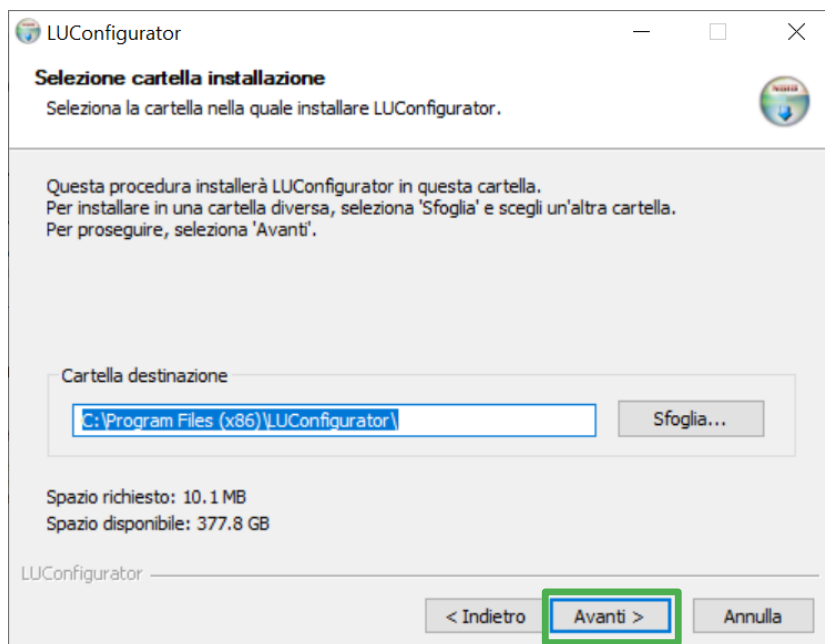 LUConfigurator
Selezione cartella installazione
Seleziona la cartella nella quale installare LUConfigurator.
Questa procedura installerà LUConfigurator in questa cartella.
Per installare in una cartella diversa, seleziona 'Sfoglia' e scegli un'altra cartella.
Per proseguire, seleziona 'Avanti'.
Cartella destinazione
C:\Program Files (x86)\LUConfigurator\
Sfoglia...
Spazio richiesto: 10.1 MB
Spazio disponibile: 377.8 GB
LUConfigurator
< Indietro
Avanti >
Annulla